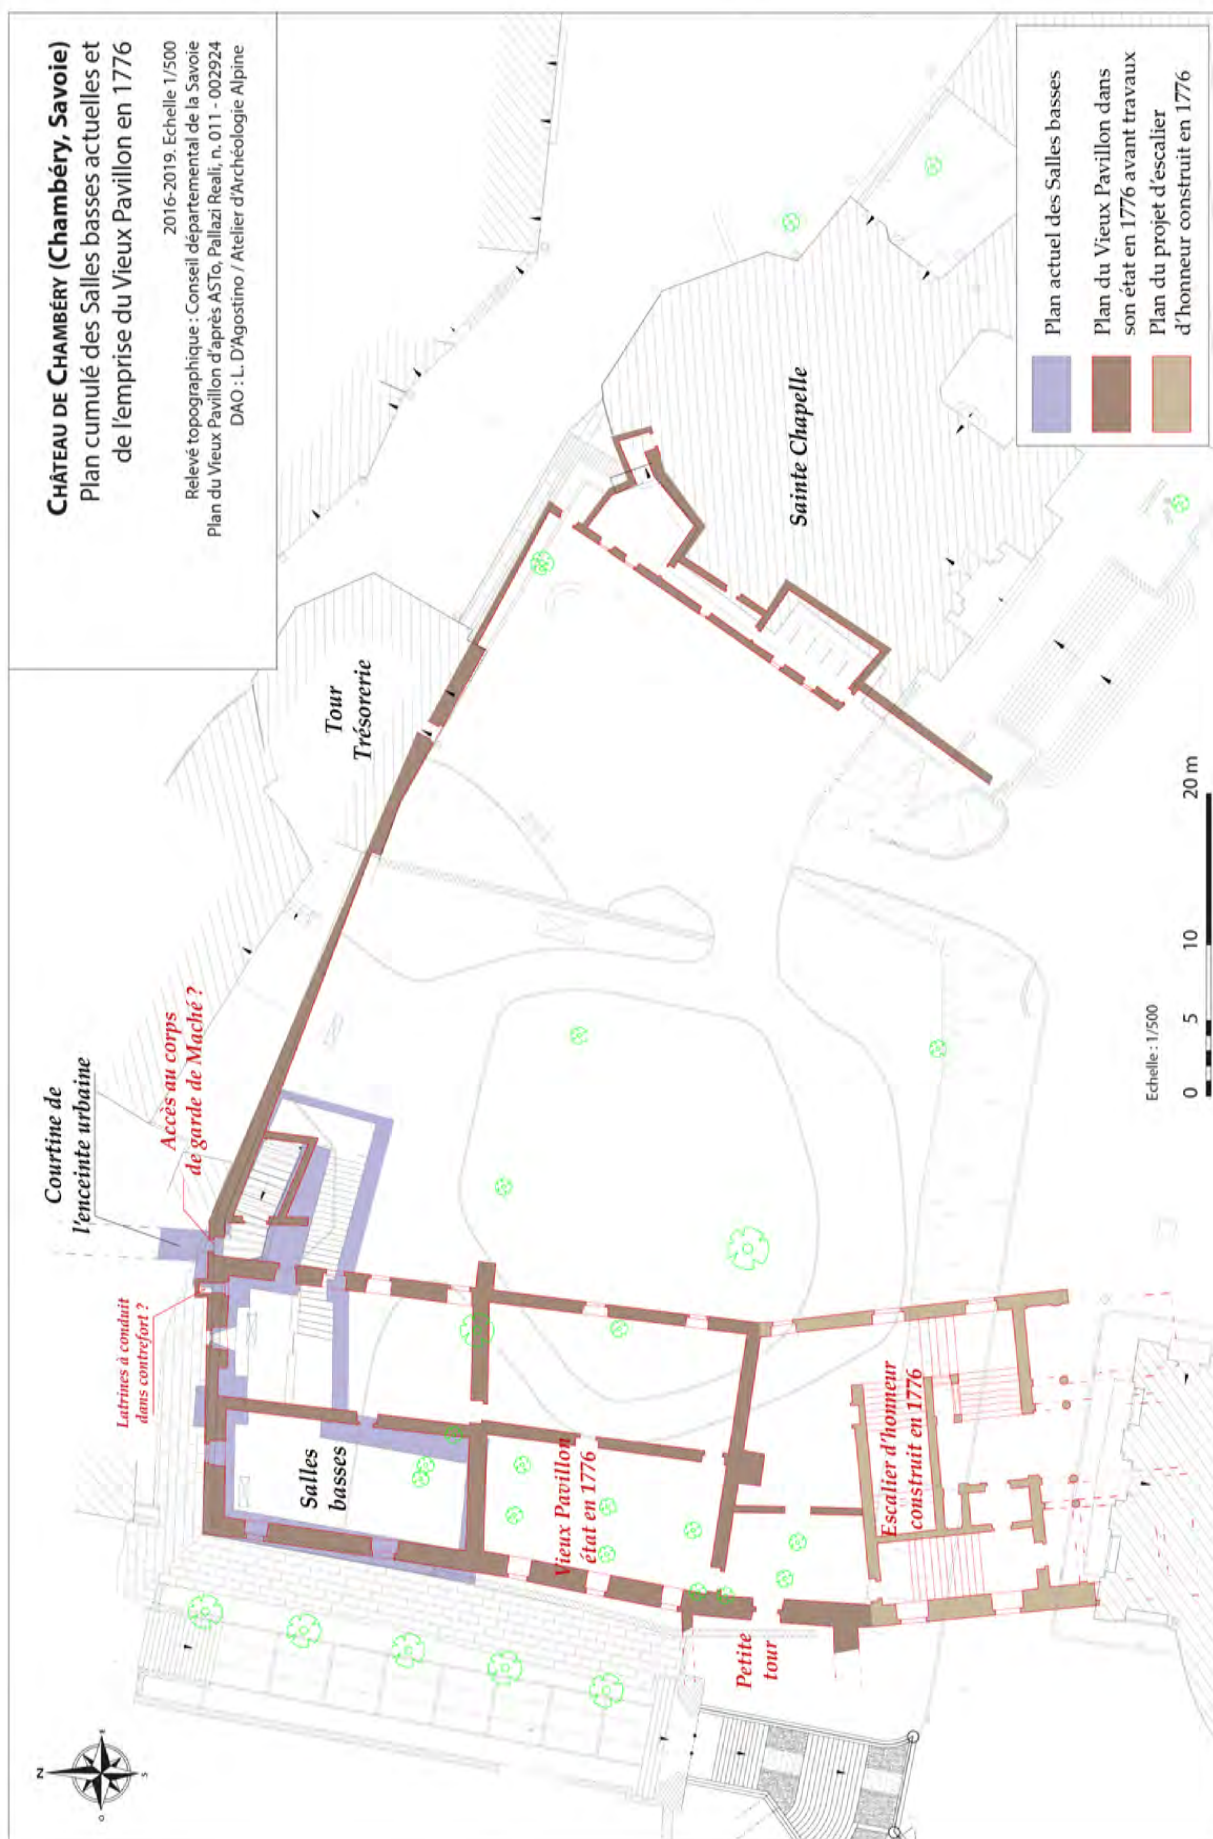 CHÂTEAU DE CHAMBÉRY (Chambéry, Savoie)
Plan cumulé des Salles basses actuelles et
de l'emprise du Vieux Pavillon en 1776
2016-2019. Echelle 1/500
Relevé topographique : Conseil départemental de la Savoie
Plan du Vieux Pavillon d'après ASTo, Pallazi Reali, n. 011 - 002924
DAO : L. D'Agostino / Atelier d'Archéologie Alpine
Plan actuel des Salles basses
Plan du Vieux Pavillon dans
son état en 1776 avant travaux
Plan du projet d'escalier
d'honneur construit en 1776
Courtine de
l'enceinte urbaine
Accès au corps
de garde de Maché ?
Latrines à conduit
dans contrefort ?
Tour
Trésorerie
Sainte Chapelle
Salles
basses
Vieux Pavillon
état en 1776
Escalier d'honneur
construit en 1776
Petite
tour
Echelle : 1/500
0 5 10 20 m
N
E
S
O